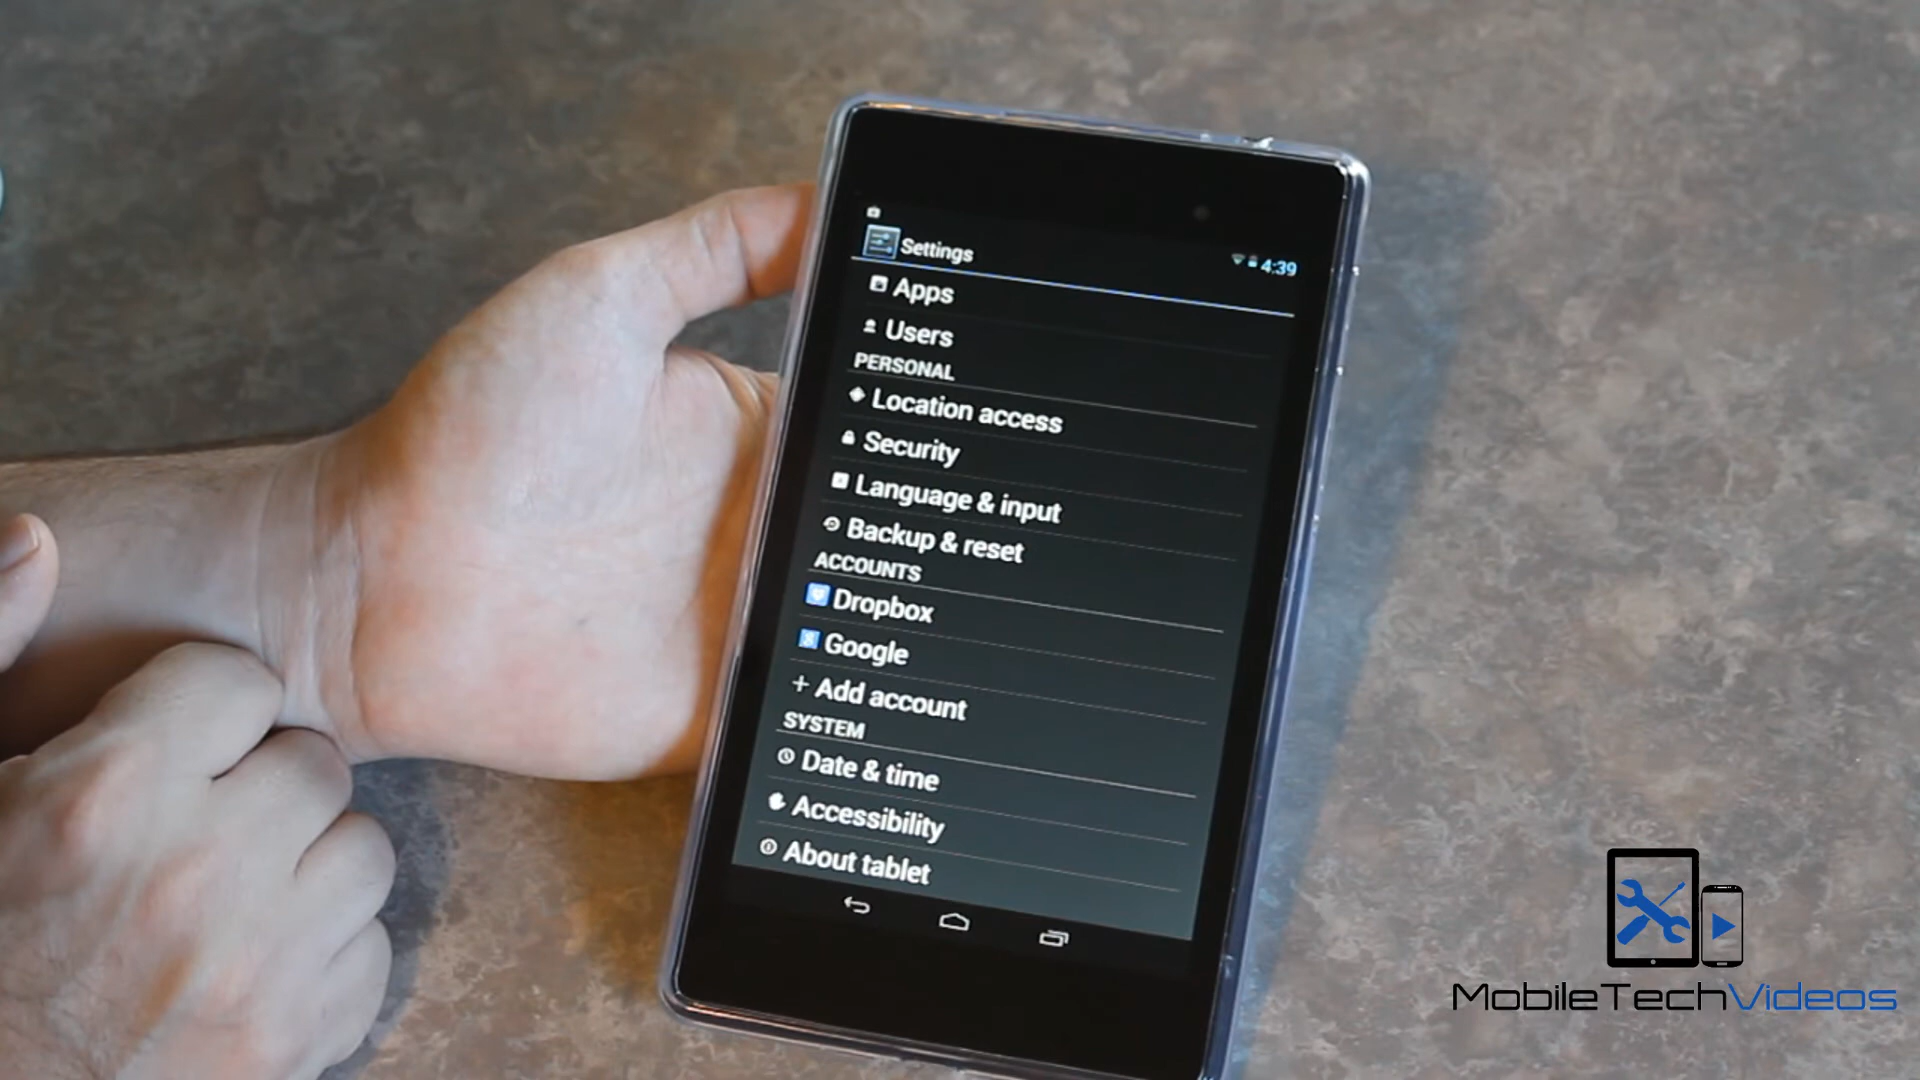 Settings
4:39
Apps
Users
PERSONAL
Location access
Security
Language & input
Backup & reset
ACCOUNTS
Dropbox
Google
+ Add account
SYSTEM
Date & time
Accessibility
About tablet
MobileTechVideos